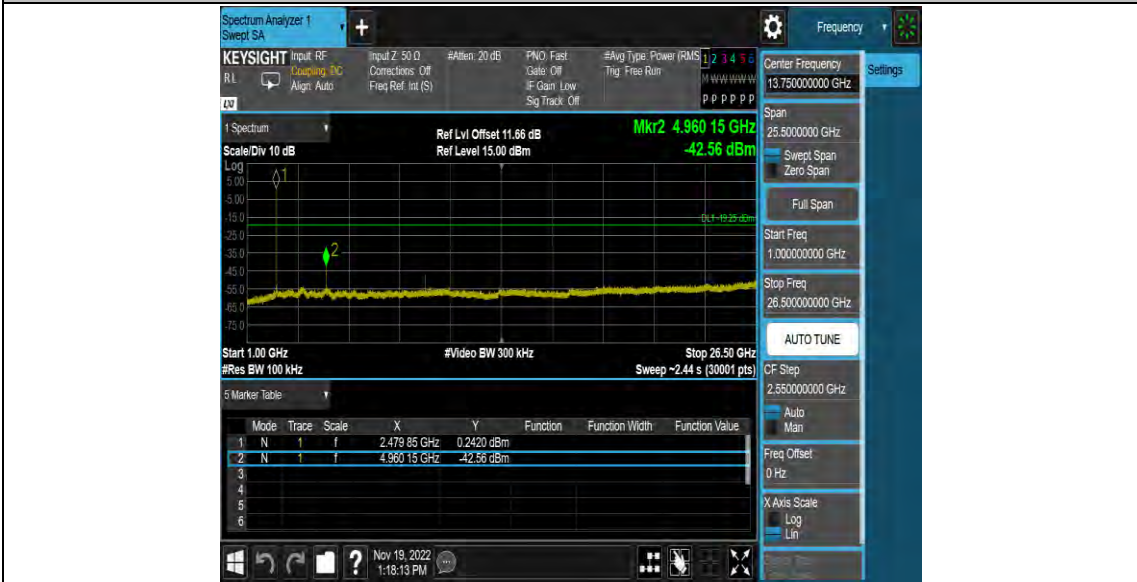 Spectrum Analyzer 1
Swept SA
+
Frequency
KEYSIGHT
RL
LXI
Input: RF
Coupling: DC
Align: Auto
Input Z: 50 Ω
Corrections: Off
Freq Ref: Int (S)
#Atten: 20 dB
PNO: Fast
Gate: Off
IF Gain: Low
Sig Track: Off
#Avg Type: Power (RMS
Trig: Free Run
1 2 3 4 5 6
M W W W W W
P P P P P P
Center Frequency
13.750000000 GHz
Settings
Span
25.5000000 GHz
Swept Span
Zero Span
Full Span
Start Freq
1.000000000 GHz
Stop Freq
26.500000000 GHz
AUTO TUNE
CF Step
2.550000000 GHz
Auto
Man
Freq Offset
0 Hz
X Axis Scale
Log
Lin
1 Spectrum
Scale/Div 10 dB
Ref Lvl Offset 11.66 dB
Ref Level 15.00 dBm
Mkr2 4.960 15 GHz
-42.56 dBm
Log
5.00
-5.00
-15.0
-25.0
-35.0
-45.0
-55.0
-65.0
-75.0
1
2
DL1 -19.25 dBm
Start 1.00 GHz
#Res BW 100 kHz
#Video BW 300 kHz
Stop 26.50 GHz
Sweep ~2.44 s (30001 pts)
5 Marker Table
Mode Trace Scale X Y Function Function Width Function Value
1 N 1 f 2.479 85 GHz 0.2420 dBm
2 N 1 f 4.960 15 GHz -42.56 dBm
3
4
5
6
?
Nov 19, 2022
1:18:13 PM